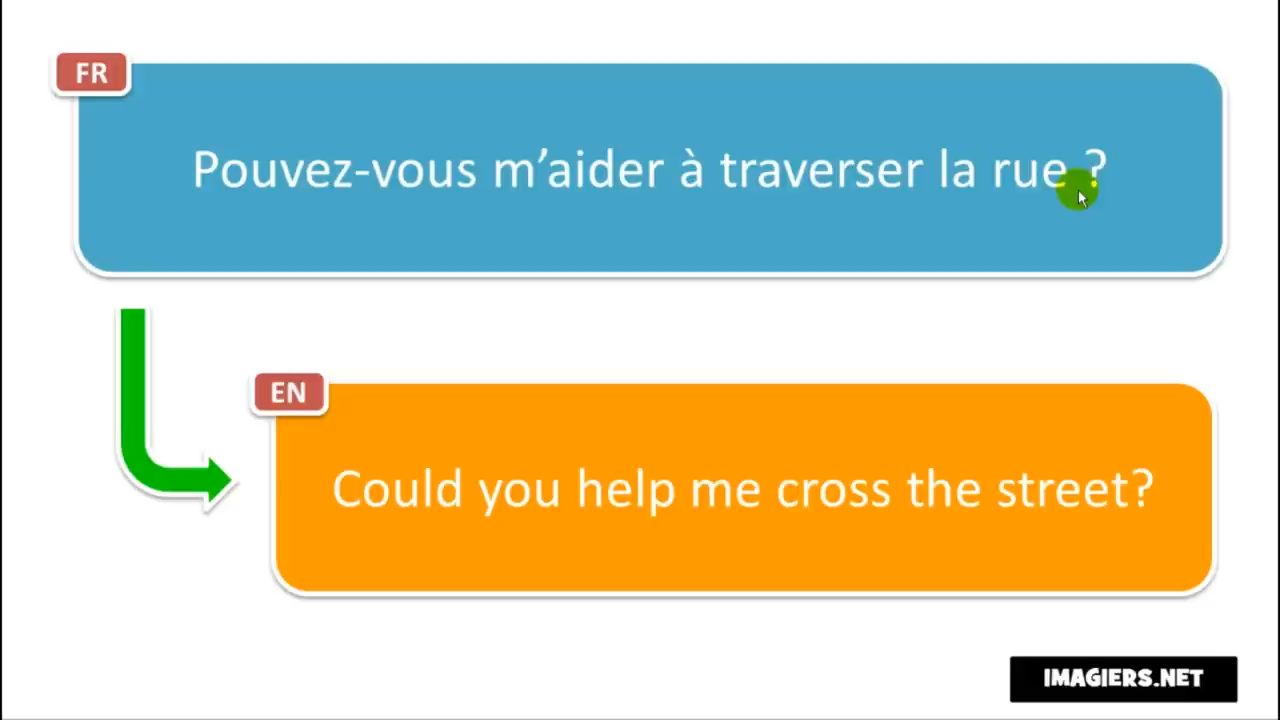 FR
Pouvez-vous m’aider à traverser la rue ?
EN
Could you help me cross the street?
IMAGIERS.NET